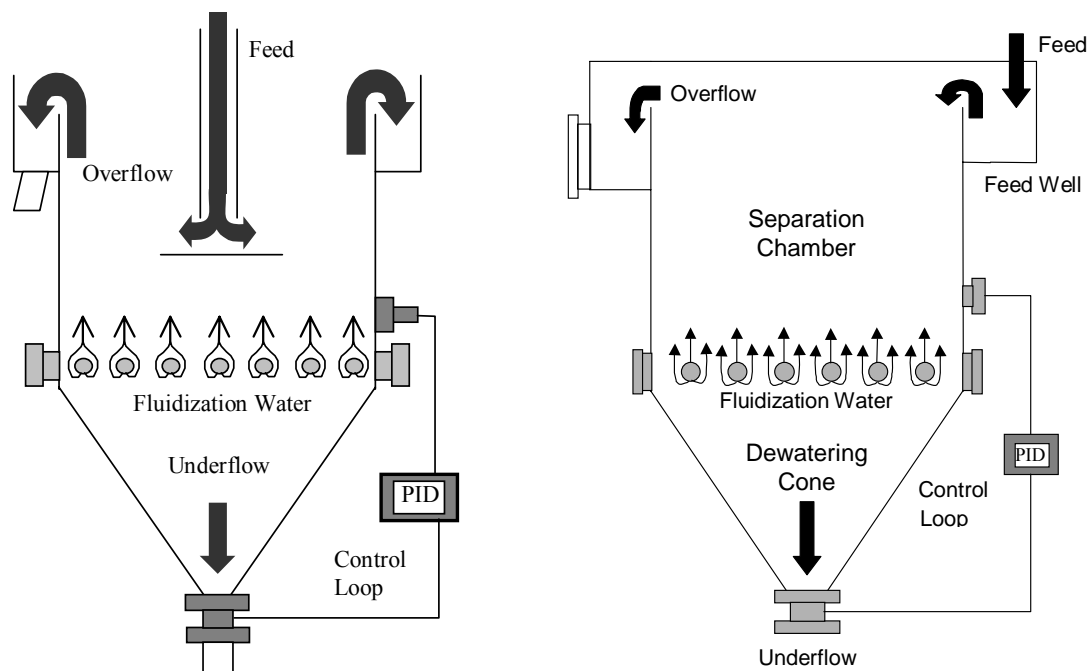 Feed
Overflow
Fluidization Water
Underflow
PID
Control
Loop
Feed
Overflow
Feed Well
Separation
Chamber
Fluidization Water
Dewatering
Cone
PID
Control
Loop
Underflow